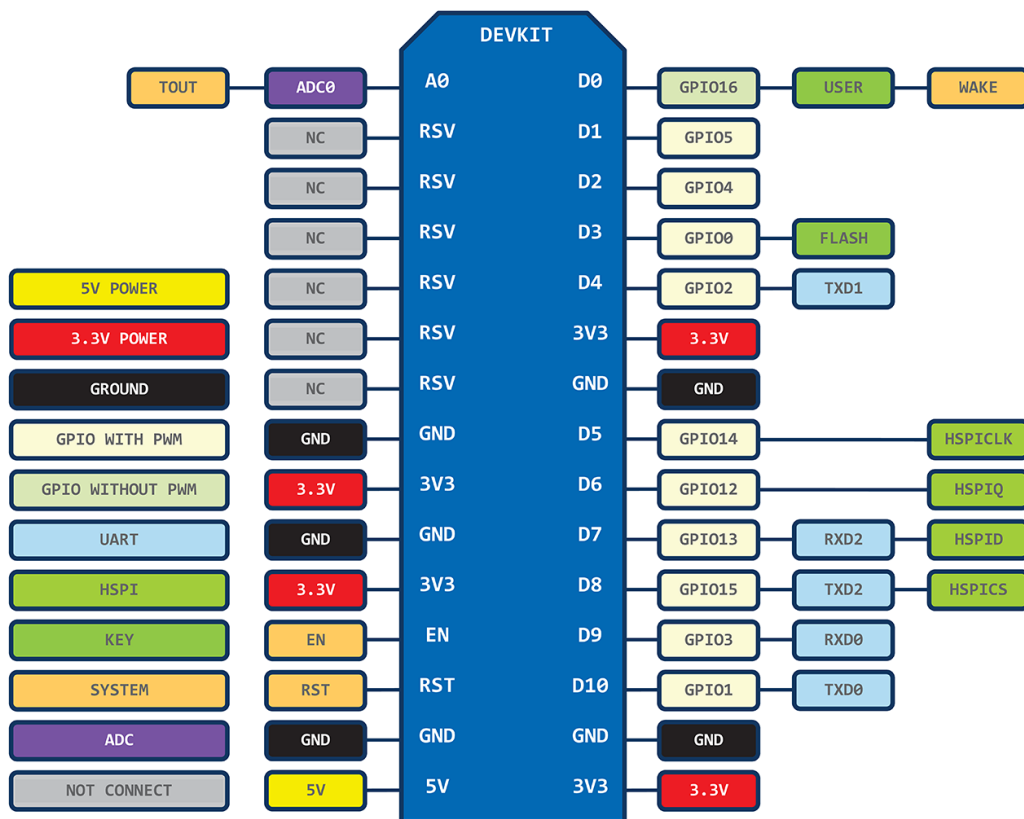 DEVKIT
TOUT ADC0 A0 D0 GPIO16 USER WAKE
NC RSV D1 GPIO5
NC RSV D2 GPIO4
NC RSV D3 GPIO0 FLASH
5V POWER NC RSV D4 GPIO2 TXD1
3.3V POWER NC RSV 3V3 3.3V
GROUND NC RSV GND GND
GPIO WITH PWM GND GND D5 GPIO14 HSPICLK
GPIO WITHOUT PWM 3.3V 3V3 D6 GPIO12 HSPIQ
UART GND GND D7 GPIO13 RXD2 HSPID
HSPI 3.3V 3V3 D8 GPIO15 TXD2 HSPICS
KEY EN EN D9 GPIO3 RXD0
SYSTEM RST RST D10 GPIO1 TXD0
ADC GND GND GND GND
NOT CONNECT 5V 5V 3V3 3.3V